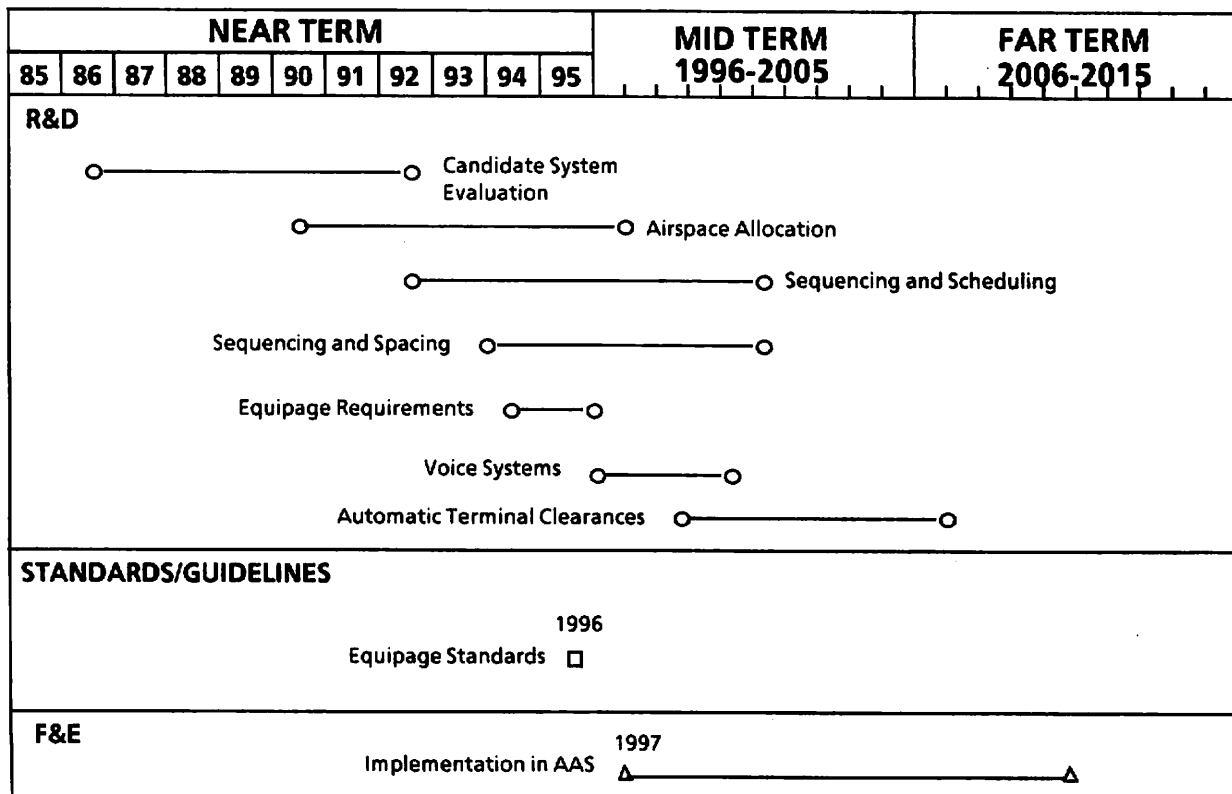 NEAR TERM
MID TERM
1996-2005
FAR TERM
2006-2015
85 86 87 88 89 90 91 92 93 94 95
R&D
Candidate System
Evaluation
Airspace Allocation
Sequencing and Scheduling
Sequencing and Spacing
Equipage Requirements
Voice Systems
Automatic Terminal Clearances
STANDARDS/GUIDELINES
1996
Equipage Standards
F&E
1997
Implementation in AAS